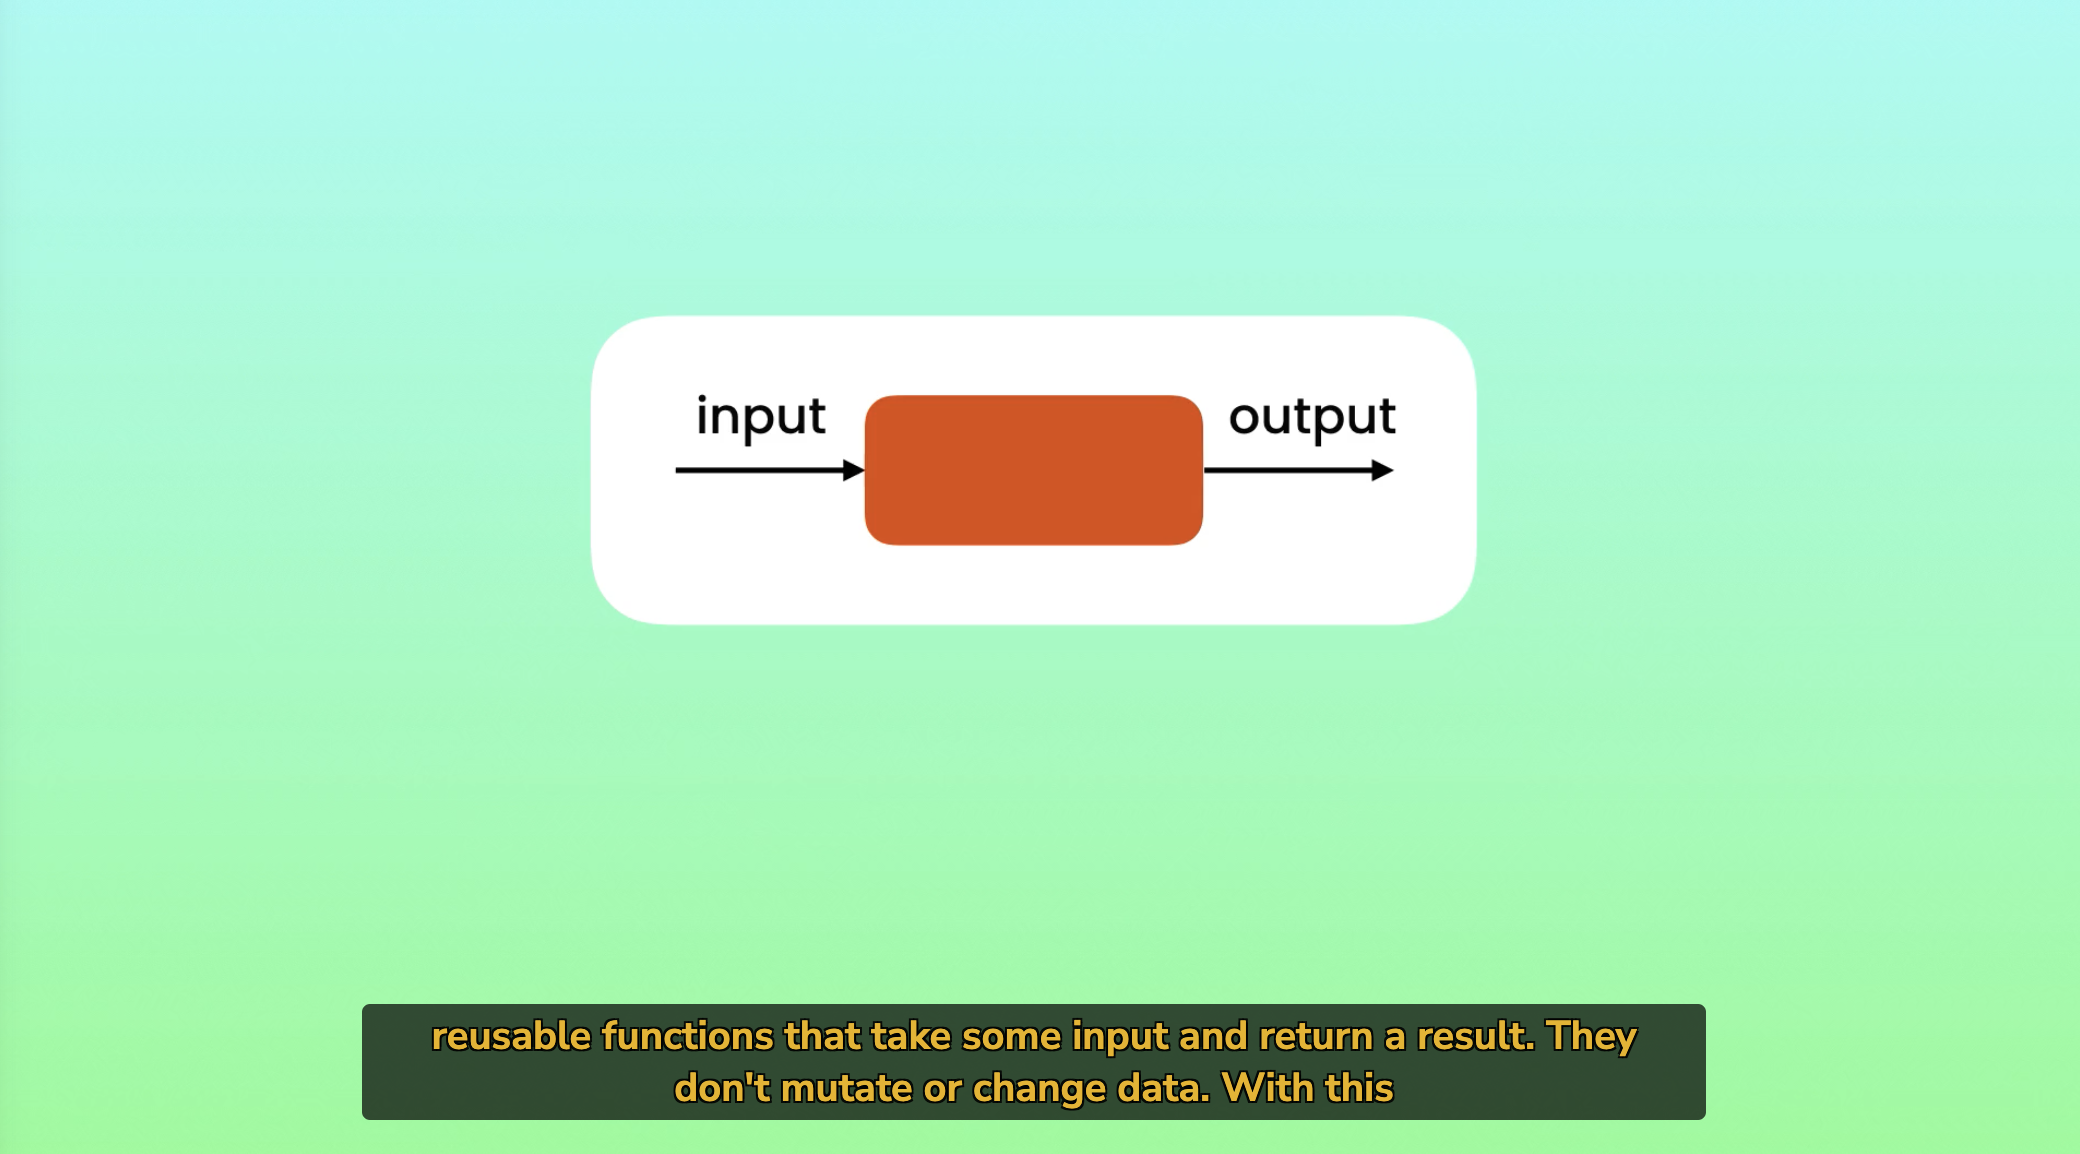 input
output
reusable functions that take some input and return a result. They
don't mutate or change data. With this